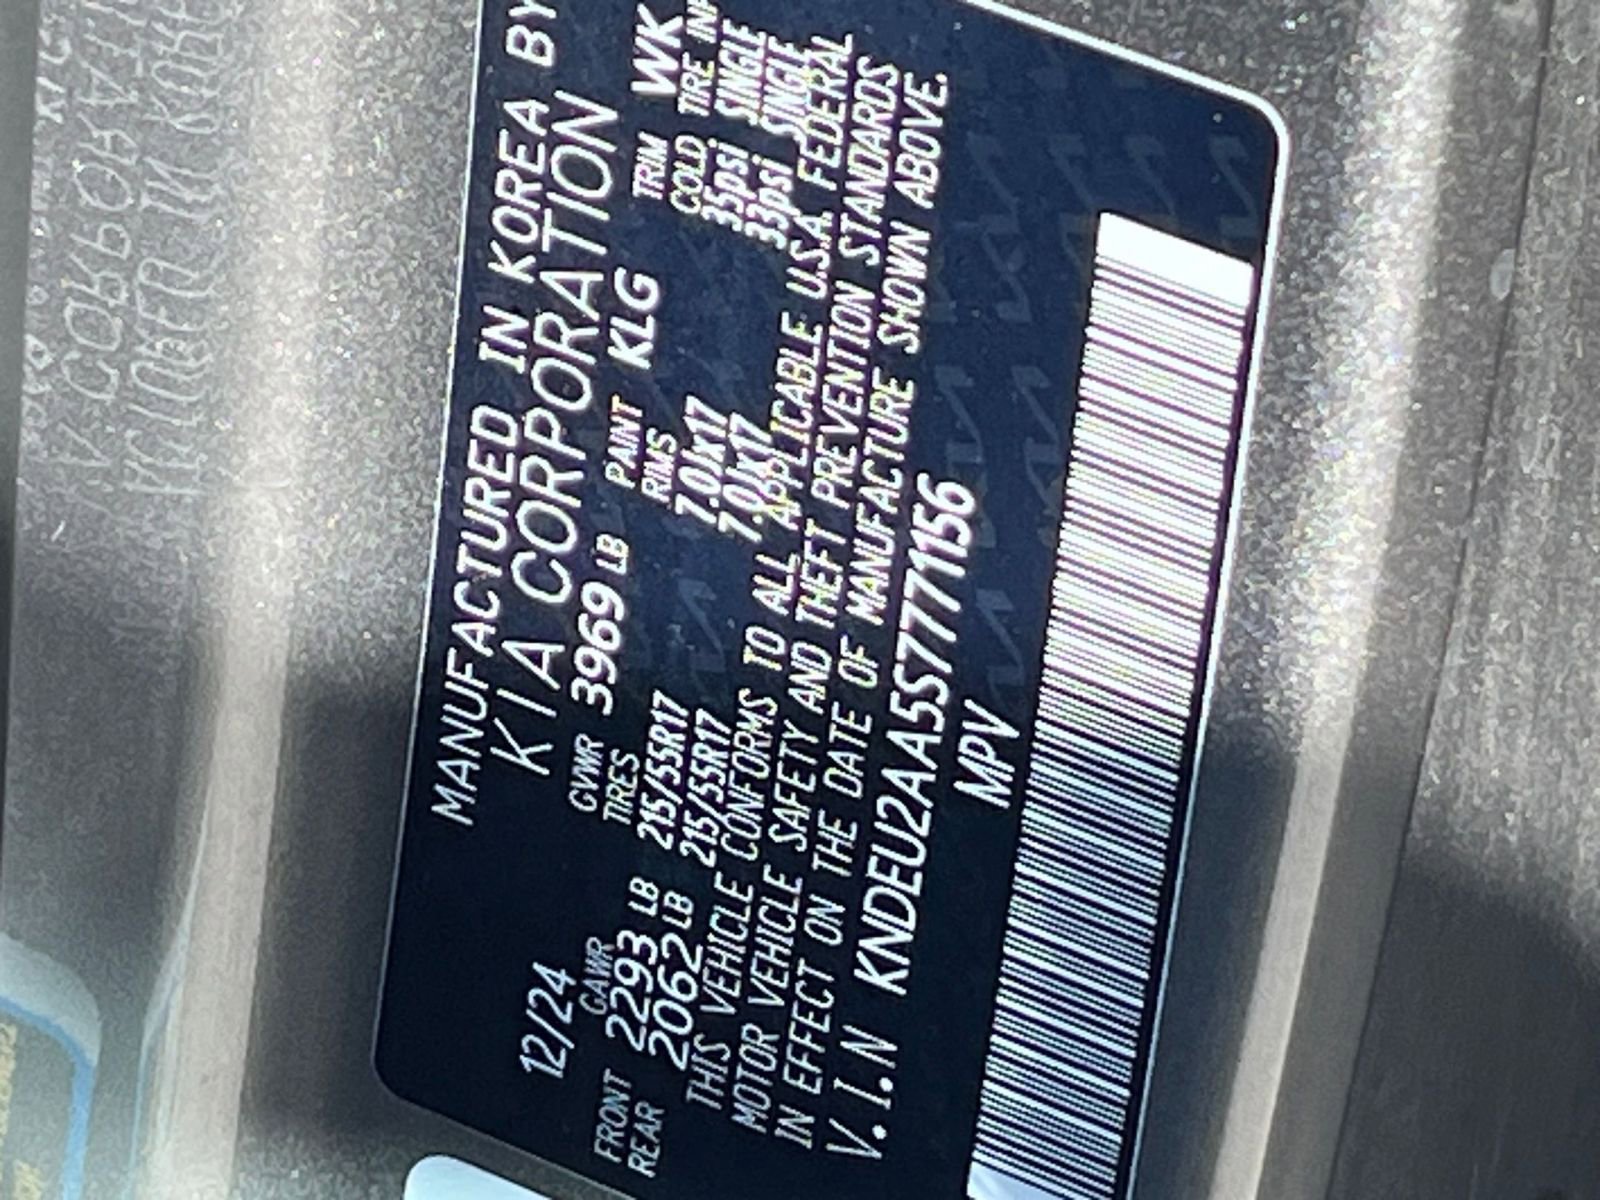 MANUFACTURED IN KOREA BY
KIA CORPORATION
12/24 GVWR 3969 LB PAINT KLG TRIM WK
GAWR TIRES RIMS COLD TIRE INF
FRONT 2293 LB 215/55R17 7.0Jx17 35psi SINGLE
REAR 2062 LB 215/55R17 7.0Jx17 33psi SINGLE
THIS VEHICLE CONFORMS TO ALL APPLICABLE U.S.A. FEDERAL
MOTOR VEHICLE SAFETY AND THEFT PREVENTION STANDARDS
IN EFFECT ON THE DATE OF MANUFACTURE SHOWN ABOVE.
V.I.N KNDEU2AA5S7771156
MPV